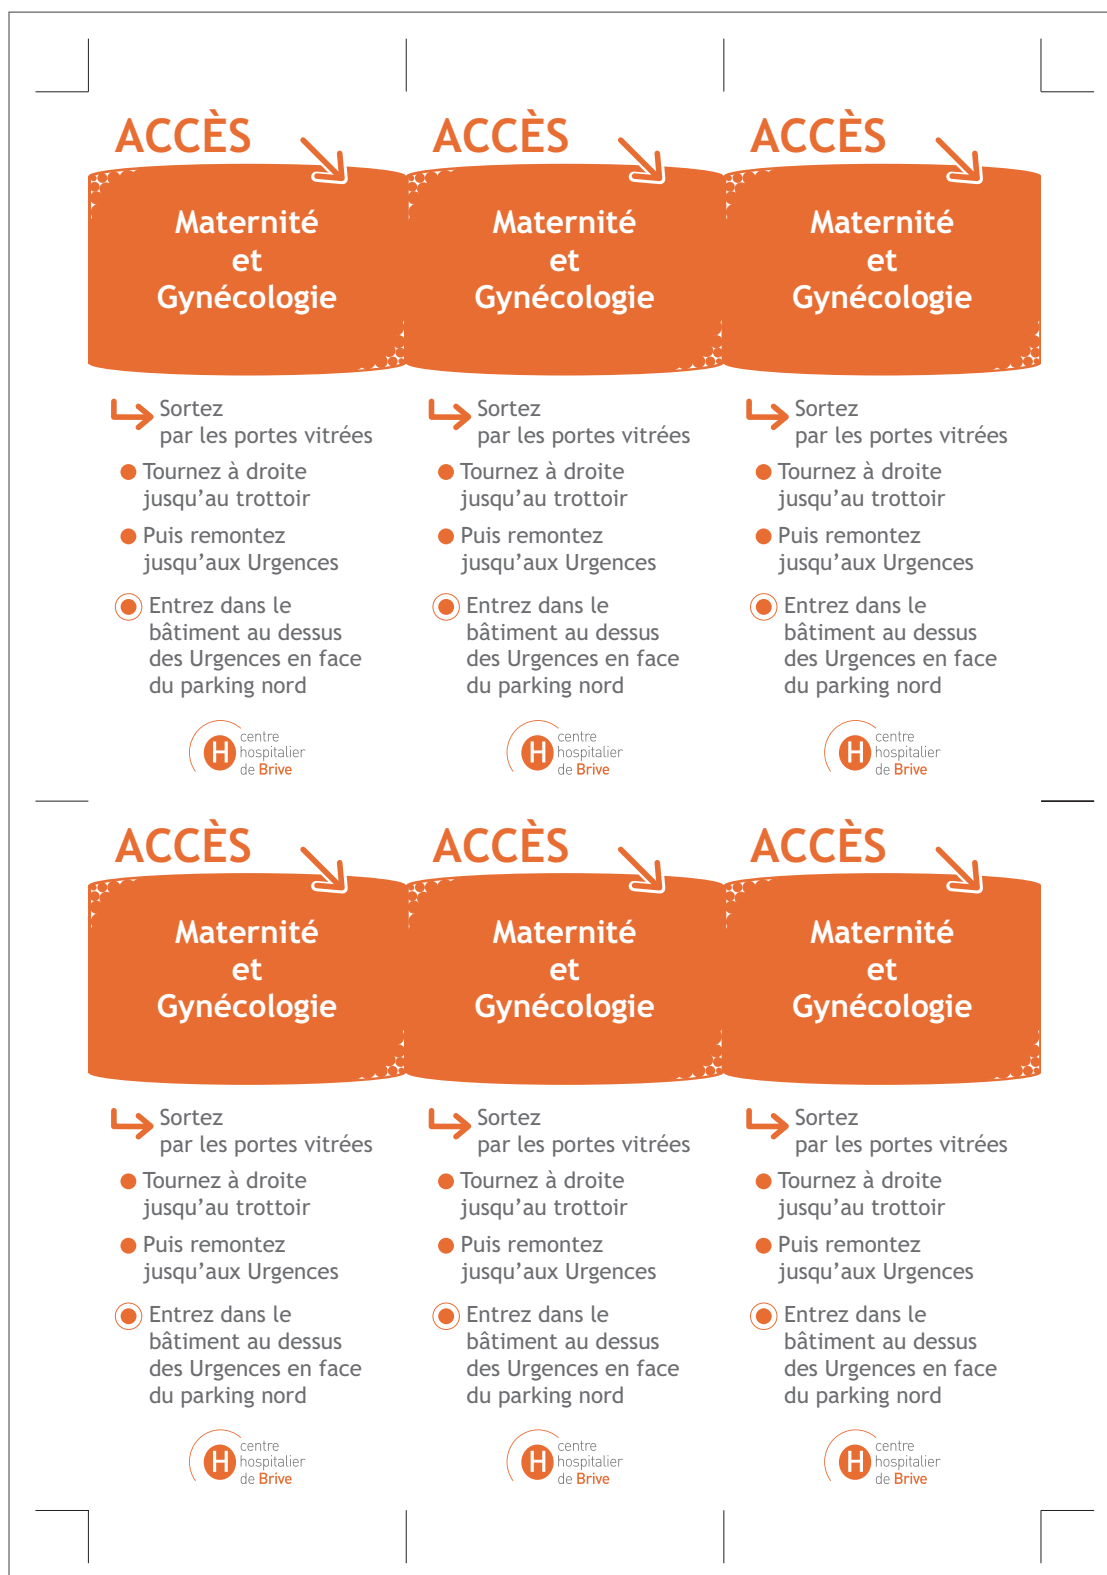 ACCÈS
Maternité
et
Gynécologie
Sortez
par les portes vitrées
Tournez à droite
jusqu’au trottoir
Puis remontez
jusqu’aux Urgences
Entrez dans le
bâtiment au dessus
des Urgences en face
du parking nord
H
centre
hospitalier
de Brive
ACCÈS
Maternité
et
Gynécologie
Sortez
par les portes vitrées
Tournez à droite
jusqu’au trottoir
Puis remontez
jusqu’aux Urgences
Entrez dans le
bâtiment au dessus
des Urgences en face
du parking nord
H
centre
hospitalier
de Brive
ACCÈS
Maternité
et
Gynécologie
Sortez
par les portes vitrées
Tournez à droite
jusqu’au trottoir
Puis remontez
jusqu’aux Urgences
Entrez dans le
bâtiment au dessus
des Urgences en face
du parking nord
H
centre
hospitalier
de Brive
ACCÈS
Maternité
et
Gynécologie
Sortez
par les portes vitrées
Tournez à droite
jusqu’au trottoir
Puis remontez
jusqu’aux Urgences
Entrez dans le
bâtiment au dessus
des Urgences en face
du parking nord
H
centre
hospitalier
de Brive
ACCÈS
Maternité
et
Gynécologie
Sortez
par les portes vitrées
Tournez à droite
jusqu’au trottoir
Puis remontez
jusqu’aux Urgences
Entrez dans le
bâtiment au dessus
des Urgences en face
du parking nord
H
centre
hospitalier
de Brive
ACCÈS
Maternité
et
Gynécologie
Sortez
par les portes vitrées
Tournez à droite
jusqu’au trottoir
Puis remontez
jusqu’aux Urgences
Entrez dans le
bâtiment au dessus
des Urgences en face
du parking nord
H
centre
hospitalier
de Brive